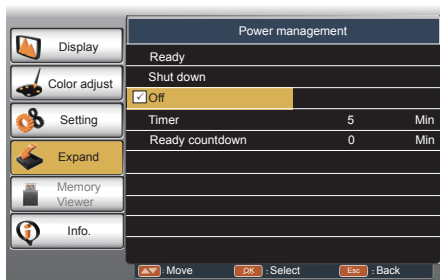 Power management
Display
Color adjust
Setting
Expand
Memory
Viewer
Info.
Ready
Shut down
Off
Timer 5 Min
Ready countdown 0 Min
: Move OK : Select Esc : Back